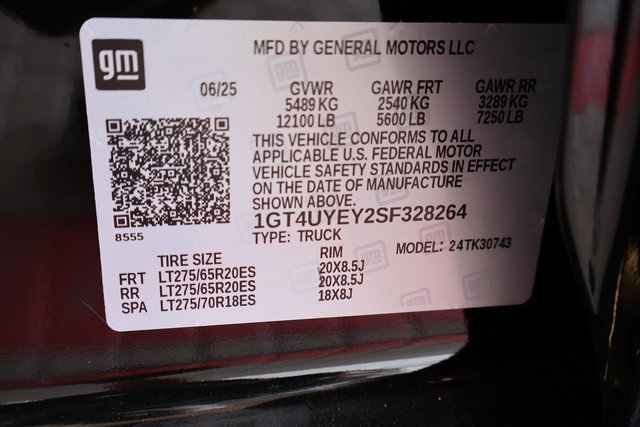 gm
MFD BY GENERAL MOTORS LLC
06/25 GVWR GAWR FRT GAWR RR
5489 KG 2540 KG 3289 KG
12100 LB 5600 LB 7250 LB
THIS VEHICLE CONFORMS TO ALL
APPLICABLE U.S. FEDERAL MOTOR
VEHICLE SAFETY STANDARDS IN EFFECT
ON THE DATE OF MANUFACTURE
SHOWN ABOVE.
8555
1GT4UYEY2SF328264
TYPE: TRUCK MODEL: 24TK30743
TIRE SIZE RIM
FRT LT275/65R20ES 20X8.5J
RR LT275/65R20ES 20X8.5J
SPA LT275/70R18ES 18X8J